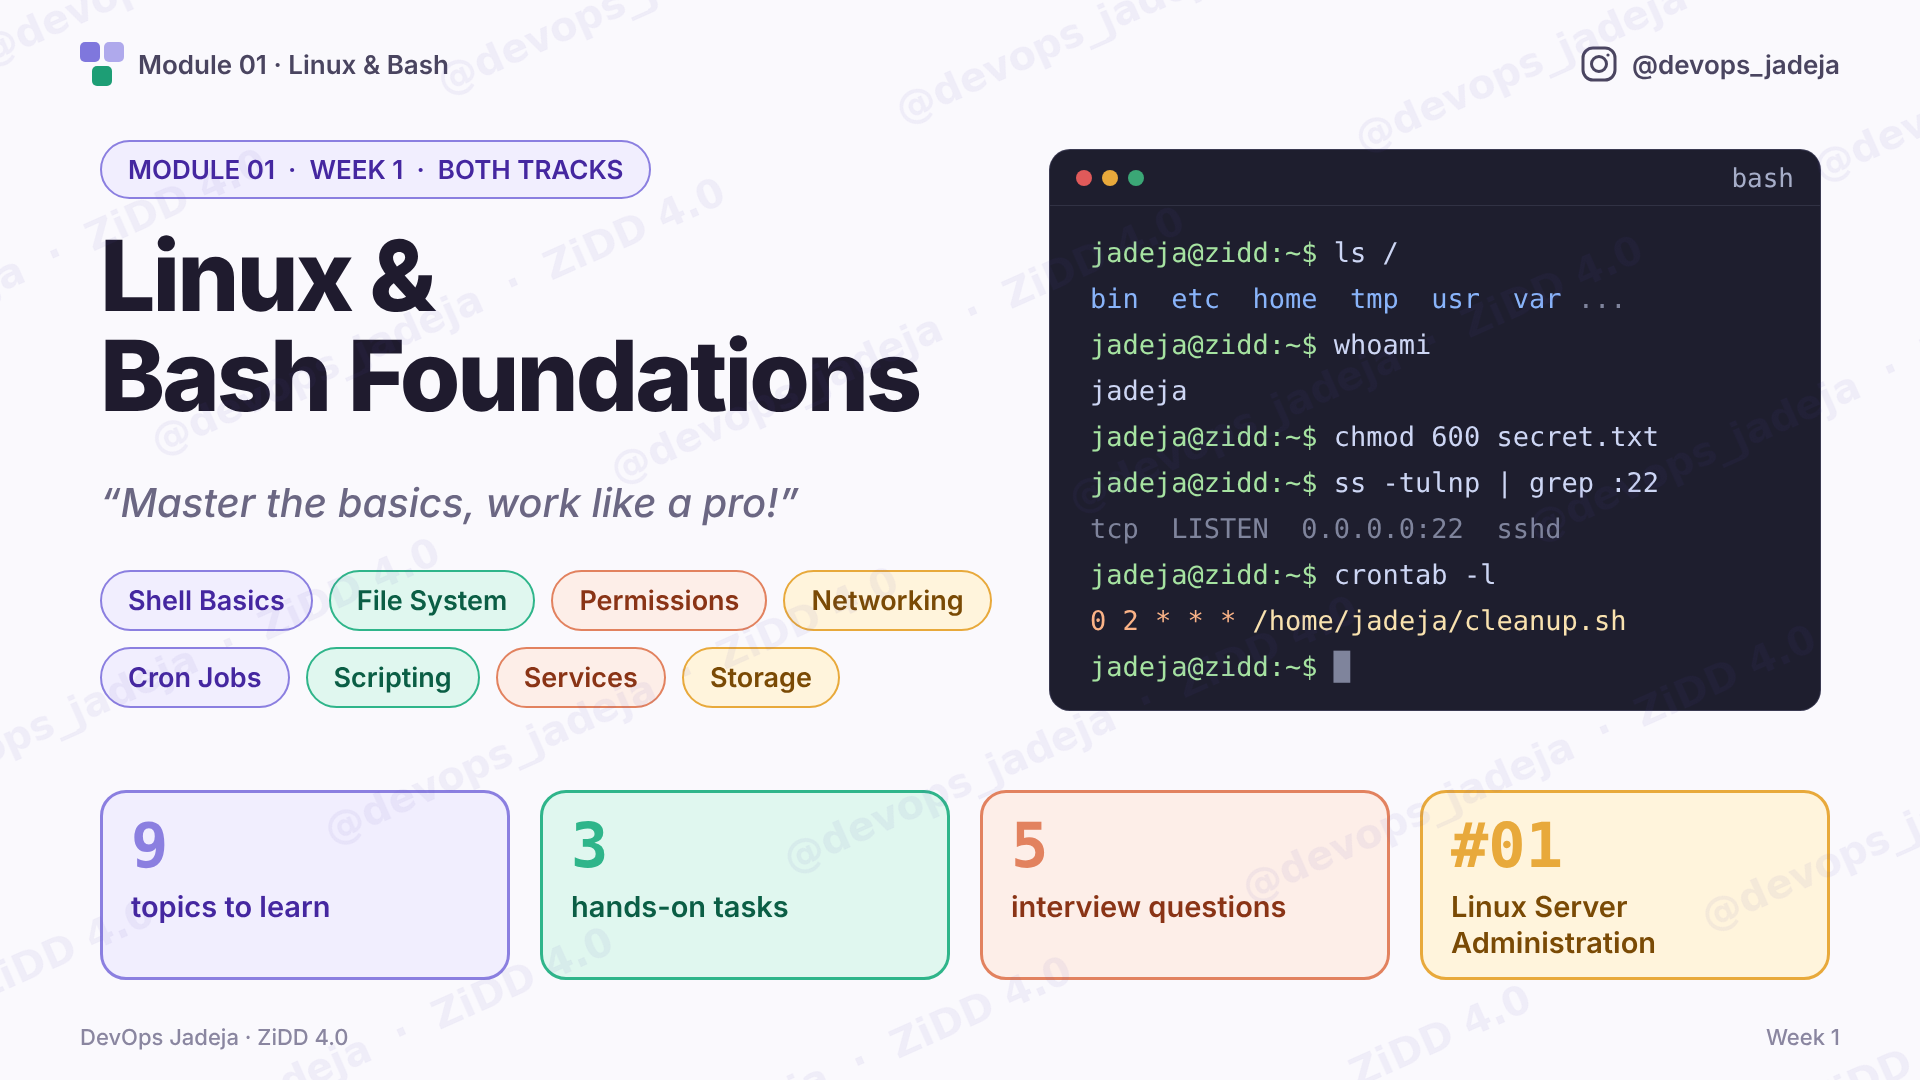 Module 01 · Linux & Bash
@devops_jadeja
MODULE 01 · WEEK 1 · BOTH TRACKS
Linux &
Bash Foundations
“Master the basics, work like a pro!”
Shell Basics
File System
Permissions
Networking
Cron Jobs
Scripting
Services
Storage
bash
jadeja@zidd:~$ ls /
bin etc home tmp usr var ...
jadeja@zidd:~$ whoami
jadeja
jadeja@zidd:~$ chmod 600 secret.txt
jadeja@zidd:~$ ss -tulnp | grep :22
tcp LISTEN 0.0.0.0:22 sshd
jadeja@zidd:~$ crontab -l
0 2 * * * /home/jadeja/cleanup.sh
jadeja@zidd:~$
9
topics to learn
3
hands-on tasks
5
interview questions
#01
Linux Server
Administration
DevOps Jadeja · ZiDD 4.0
Week 1
@devops_jadeja · ZiDD 4.0